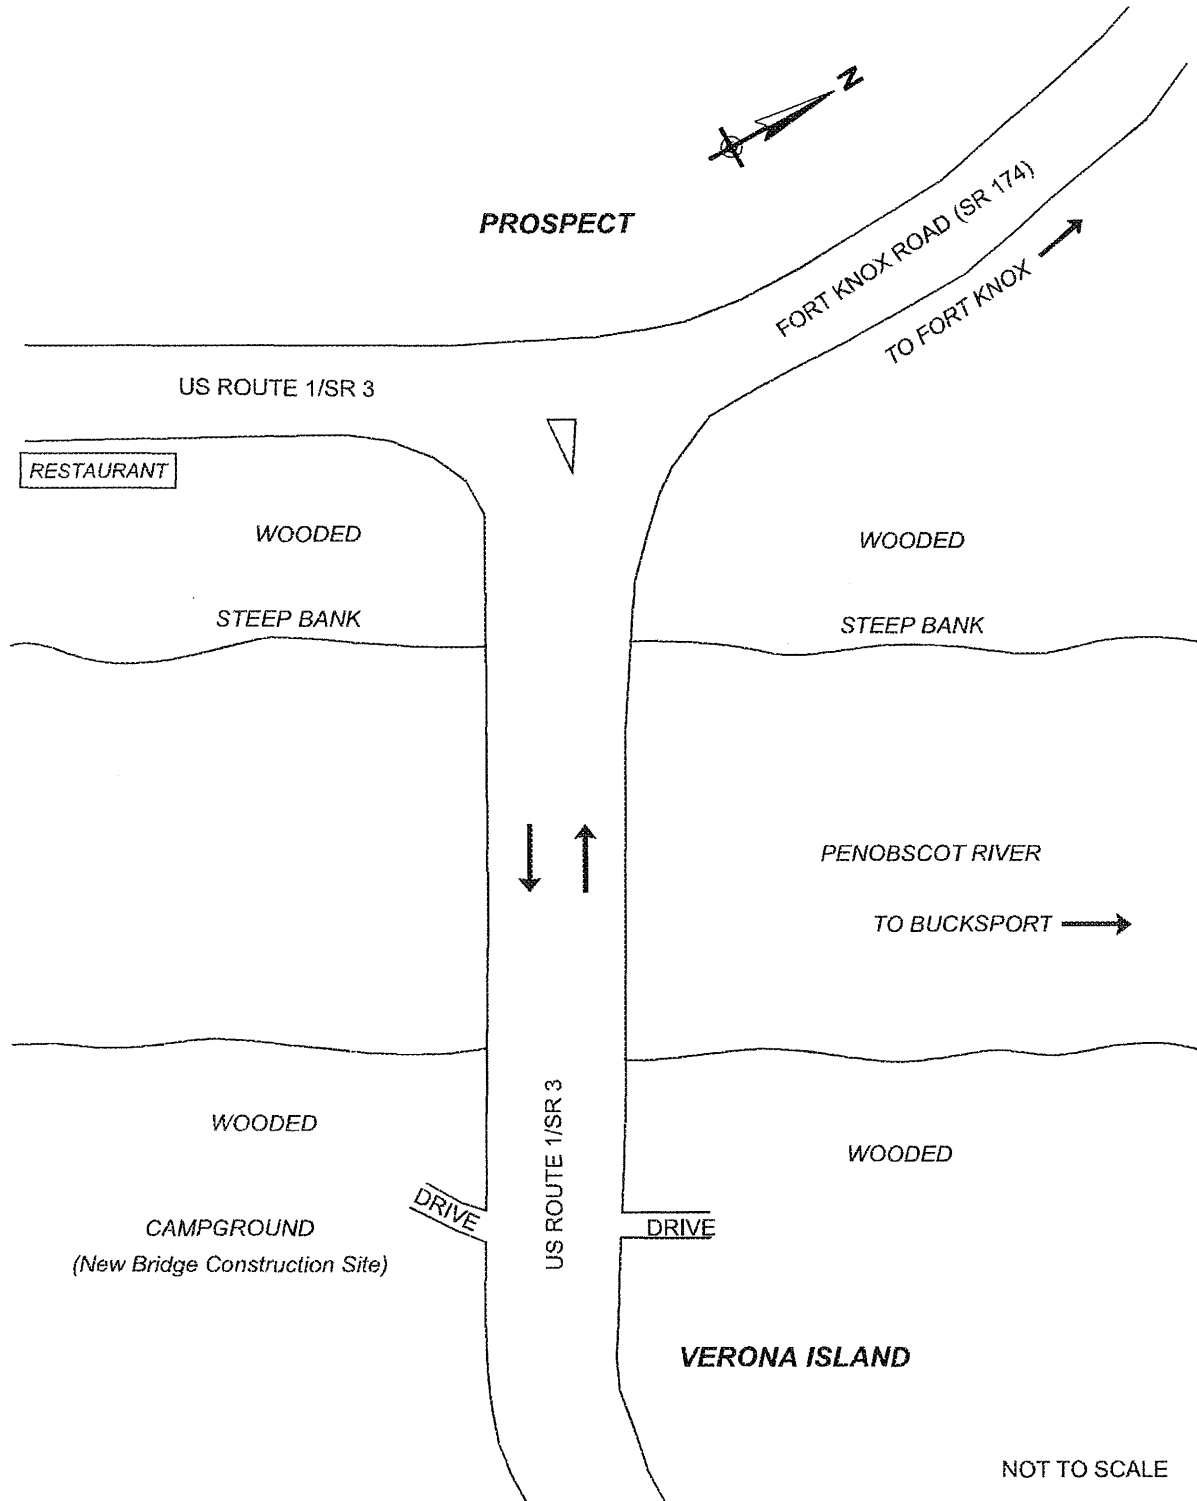 N
PROSPECT
FORT KNOX ROAD (SR 174)
TO FORT KNOX
US ROUTE 1/SR 3
RESTAURANT
WOODED
WOODED
STEEP BANK
STEEP BANK
PENOBSCOT RIVER
TO BUCKSPORT
US ROUTE 1/SR 3
WOODED
WOODED
DRIVE
DRIVE
CAMPGROUND
(New Bridge Construction Site)
VERONA ISLAND
NOT TO SCALE